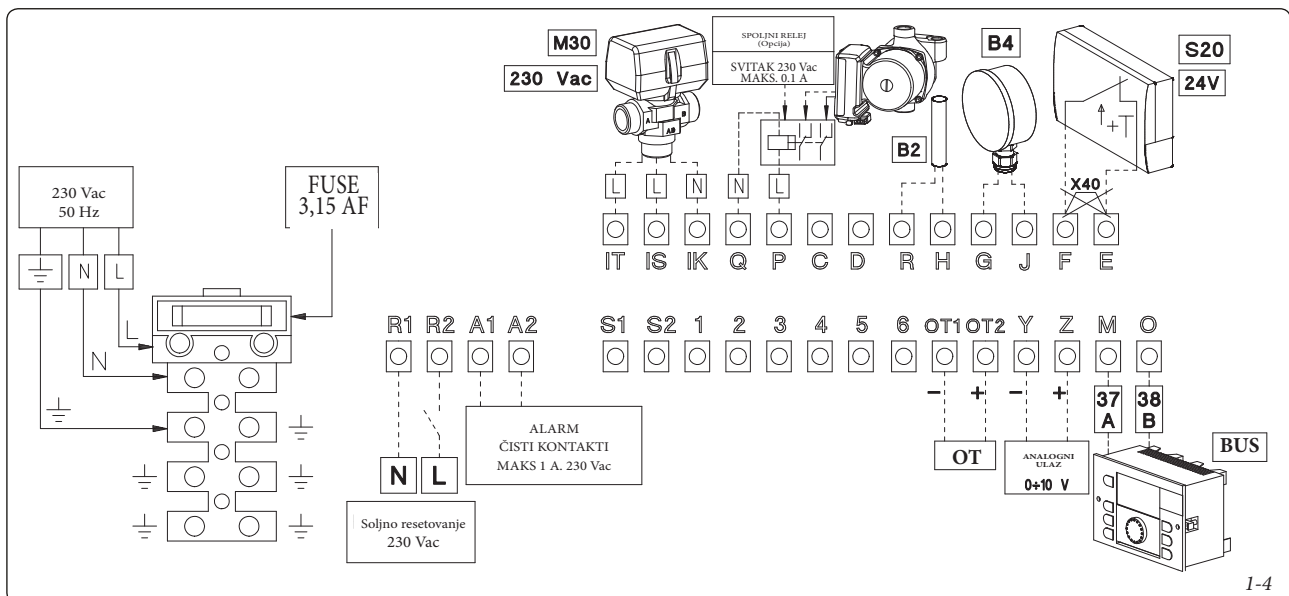 M30
230 Vac
SPOLJNI RELEJ
(Opcija)
SVITAK 230 Vac
MAKS. 0.1 A
B4
S20
24V
A
B
AB
B2
+T
X40
230 Vac
50 Hz
FUSE
3,15 AF
L L N N L
IT IS IK Q P C D R H G J F E
N L
L
N
R1 R2 A1 A2 S1 S2 1 2 3 4 5 6 OT1 OT2 Y Z M O
- + - +
37
A
38
B
ALARM
ČISTI KONTAKTI
MAKS 1 A. 230 Vac
N L
Soljno resetovanje
230 Vac
OT
ANALOGNI
ULAZ
0÷10 V
BUS
1-4